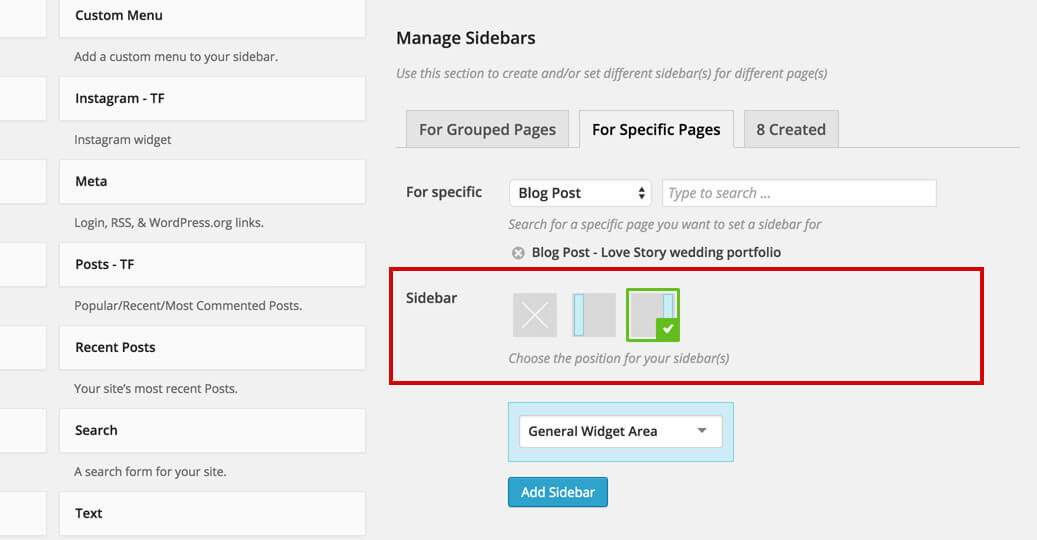 Custom Menu
Add a custom menu to your sidebar.
Instagram - TF
Instagram widget
Meta
Login, RSS, & WordPress.org links.
Posts - TF
Popular/Recent/Most Commented Posts.
Recent Posts
Your site's most recent Posts.
Search
A search form for your site.
Text
Manage Sidebars
Use this section to create and/or set different sidebar(s) for different page(s)
For Grouped Pages
For Specific Pages
8 Created
For specific
Blog Post
Type to search ...
Search for a specific page you want to set a sidebar for
Blog Post - Love Story wedding portfolio
Sidebar
Choose the position for your sidebar(s)
General Widget Area
Add Sidebar